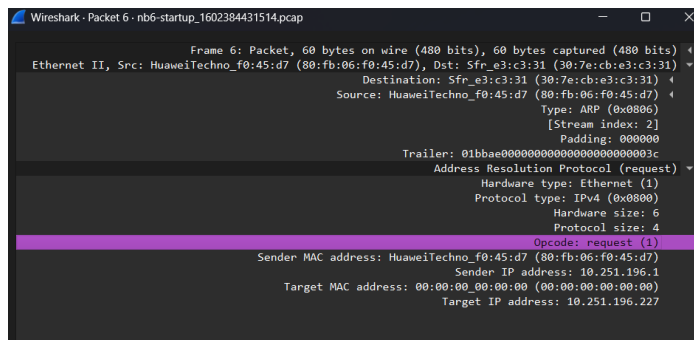 Wireshark · Packet 6 · nb6-startup_1602384431514.pcap
Frame 6: Packet, 60 bytes on wire (480 bits), 60 bytes captured (480 bits)
Ethernet II, Src: HuaweiTechno_f0:45:d7 (80:fb:06:f0:45:d7), Dst: Sfr_e3:c3:31 (30:7e:cb:e3:c3:31)
Destination: Sfr_e3:c3:31 (30:7e:cb:e3:c3:31)
Source: HuaweiTechno_f0:45:d7 (80:fb:06:f0:45:d7)
Type: ARP (0x0806)
[Stream index: 2]
Padding: 000000
Trailer: 01bbae0000000000000000000000003c
Address Resolution Protocol (request)
Hardware type: Ethernet (1)
Protocol type: IPv4 (0x0800)
Hardware size: 6
Protocol size: 4
Opcode: request (1)
Sender MAC address: HuaweiTechno_f0:45:d7 (80:fb:06:f0:45:d7)
Sender IP address: 10.251.196.1
Target MAC address: 00:00:00_00:00:00 (00:00:00:00:00:00)
Target IP address: 10.251.196.227